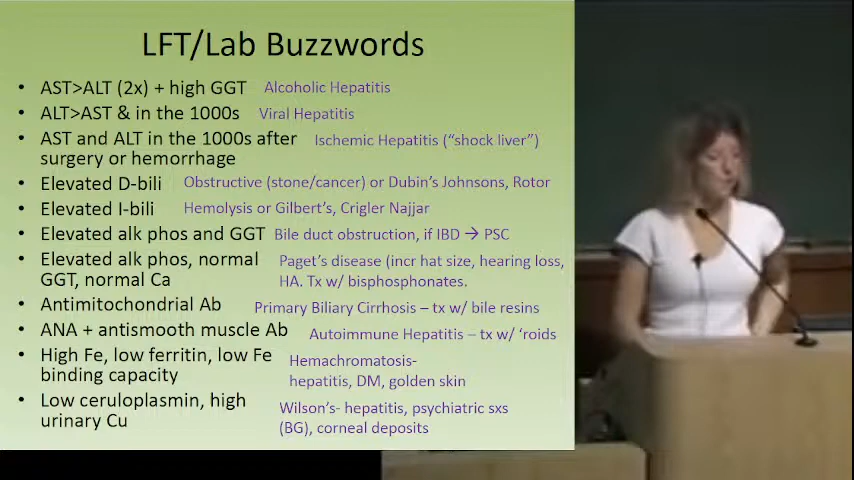 LFT/Lab Buzzwords
• AST>ALT (2x) + high GGT Alcoholic Hepatitis
• ALT>AST & in the 1000s Viral Hepatitis
• AST and ALT in the 1000s after Ischemic Hepatitis (“shock liver”)
surgery or hemorrhage
• Elevated D-bili Obstructive (stone/cancer) or Dubin’s Johnsons, Rotor
• Elevated I-bili Hemolysis or Gilbert’s, Crigler Najjar
• Elevated alk phos and GGT Bile duct obstruction, if IBD → PSC
• Elevated alk phos, normal Paget’s disease (incr hat size, hearing loss,
GGT, normal Ca HA. Tx w/ bisphosphonates.
• Antimitochondrial Ab Primary Biliary Cirrhosis – tx w/ bile resins
• ANA + antismooth muscle Ab Autoimmune Hepatitis – tx w/ ‘roids
• High Fe, low ferritin, low Fe Hemachromatosis-
binding capacity hepatitis, DM, golden skin
• Low ceruloplasmin, high Wilson’s- hepatitis, psychiatric sxs
urinary Cu (BG), corneal deposits